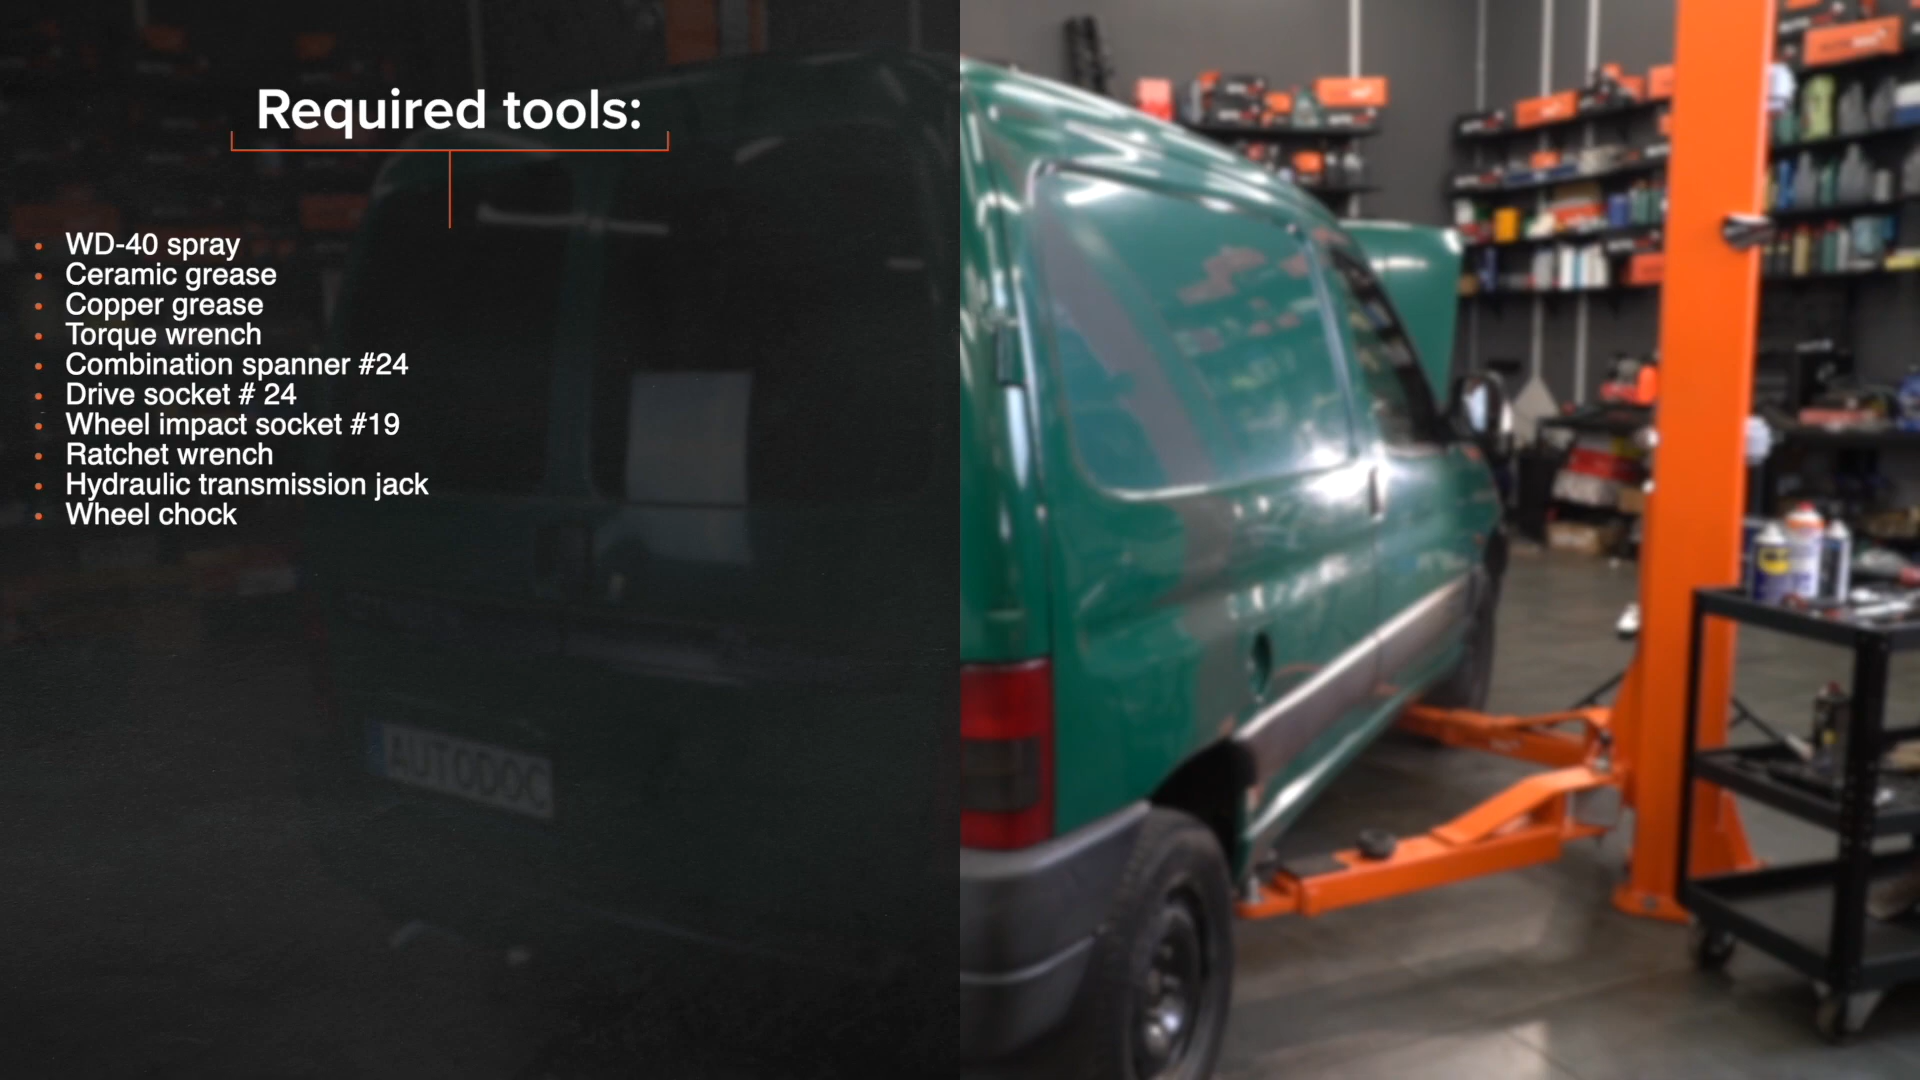 Required tools:
WD-40 spray
Ceramic grease
Copper grease
Torque wrench
Combination spanner #24
Drive socket # 24
Wheel impact socket #19
Ratchet wrench
Hydraulic transmission jack
Wheel chock
AUTODOC